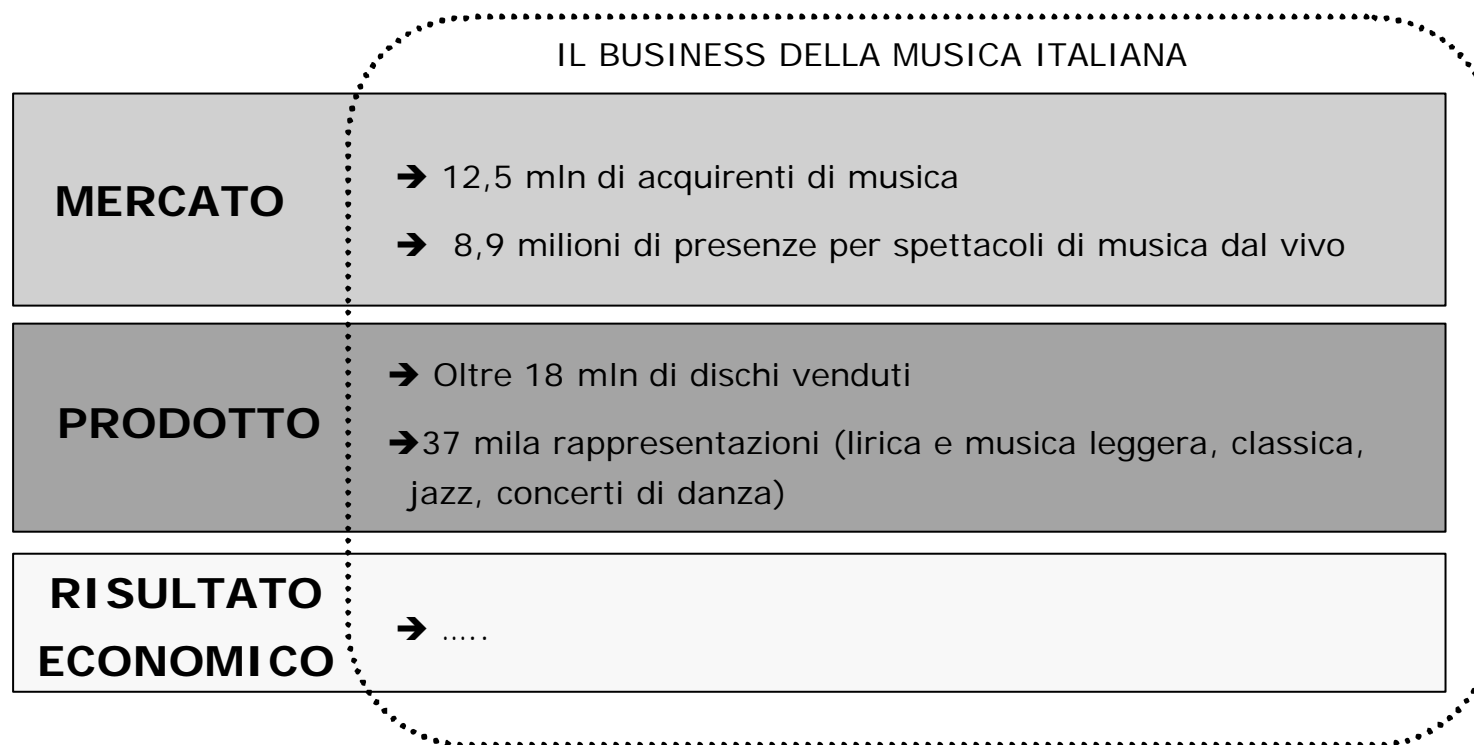 IL BUSINESS DELLA MUSICA ITALIANA
MERCATO
➔ 12,5 mln di acquirenti di musica
➔ 8,9 milioni di presenze per spettacoli di musica dal vivo
PRODOTTO
➔ Oltre 18 mln di dischi venduti
➔37 mila rappresentazioni (lirica e musica leggera, classica,
jazz, concerti di danza)
RISULTATO
ECONOMICO
➔ …..